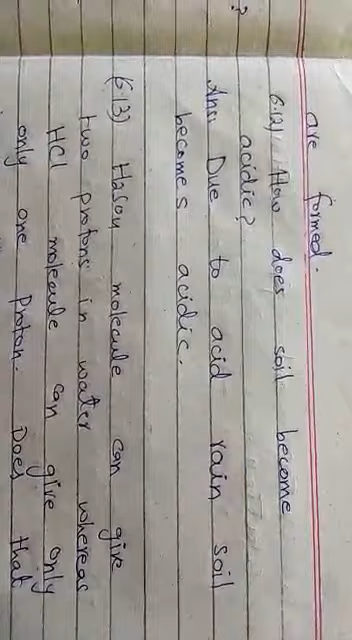 ?
are formed.
6.12) How does soil become
acidic?
Ans: Due to acid rain soil
becomes acidic.
6.13) H2SO4 molecule can give
two protons in water whereas
HCl molecule can give only
only one Proton. Does that